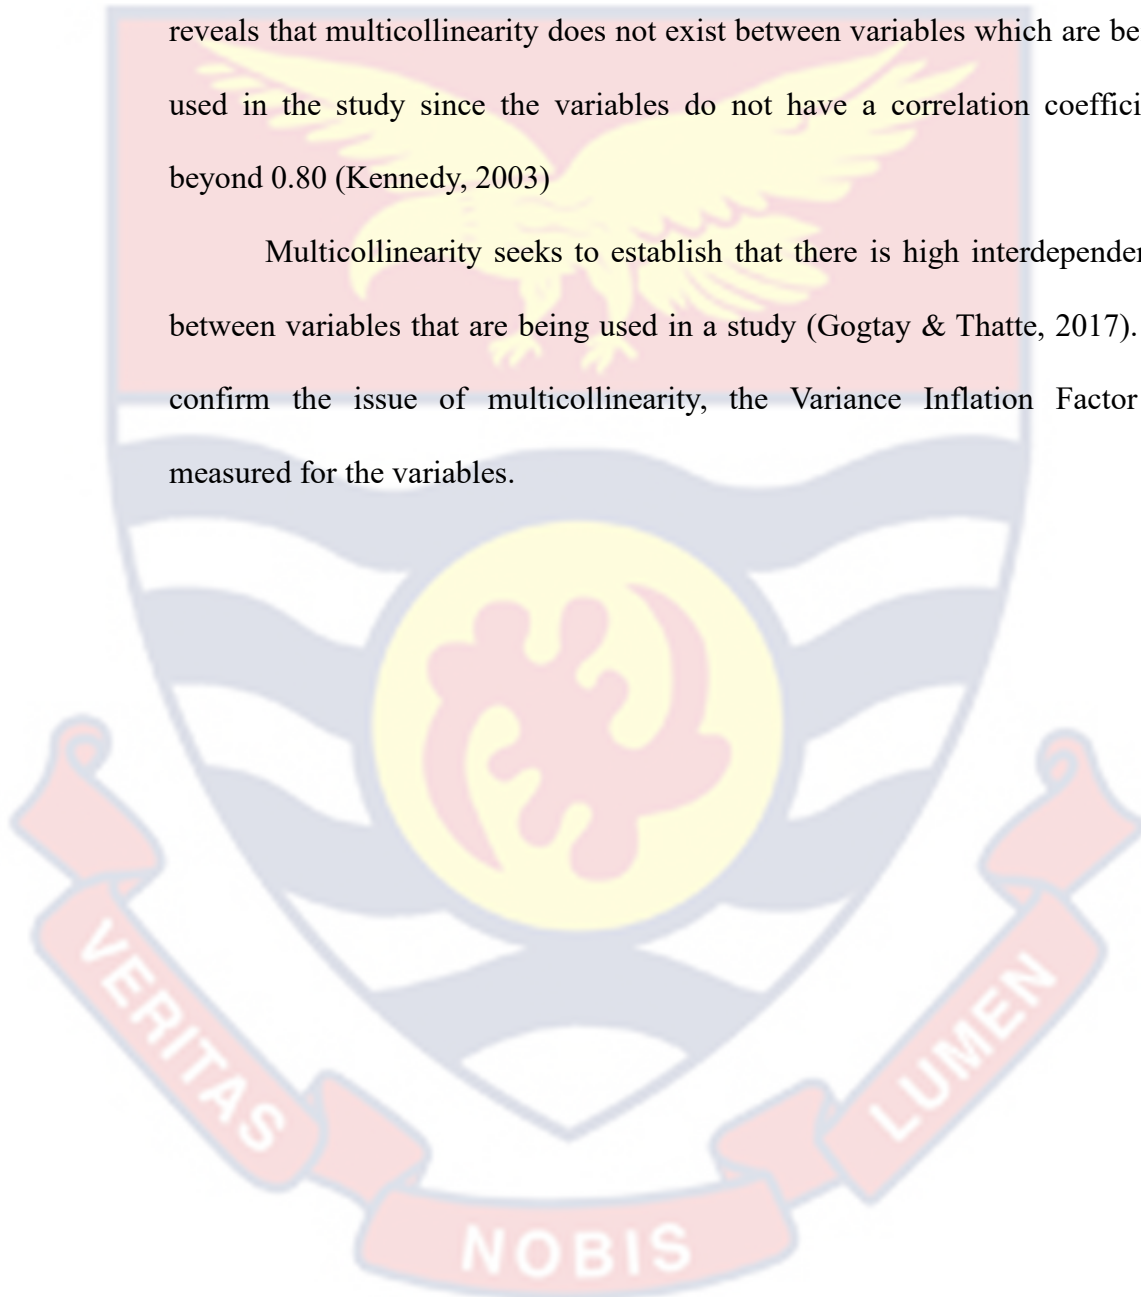 reveals that multicollinearity does not exist between variables which are be
used in the study since the variables do not have a correlation coeffici
beyond 0.80 (Kennedy, 2003)
Multicollinearity seeks to establish that there is high interdepende
between variables that are being used in a study (Gogtay & Thatte, 2017).
confirm the issue of multicollinearity, the Variance Inflation Factor
measured for the variables.
VERITAS
NOBIS
LUMEN